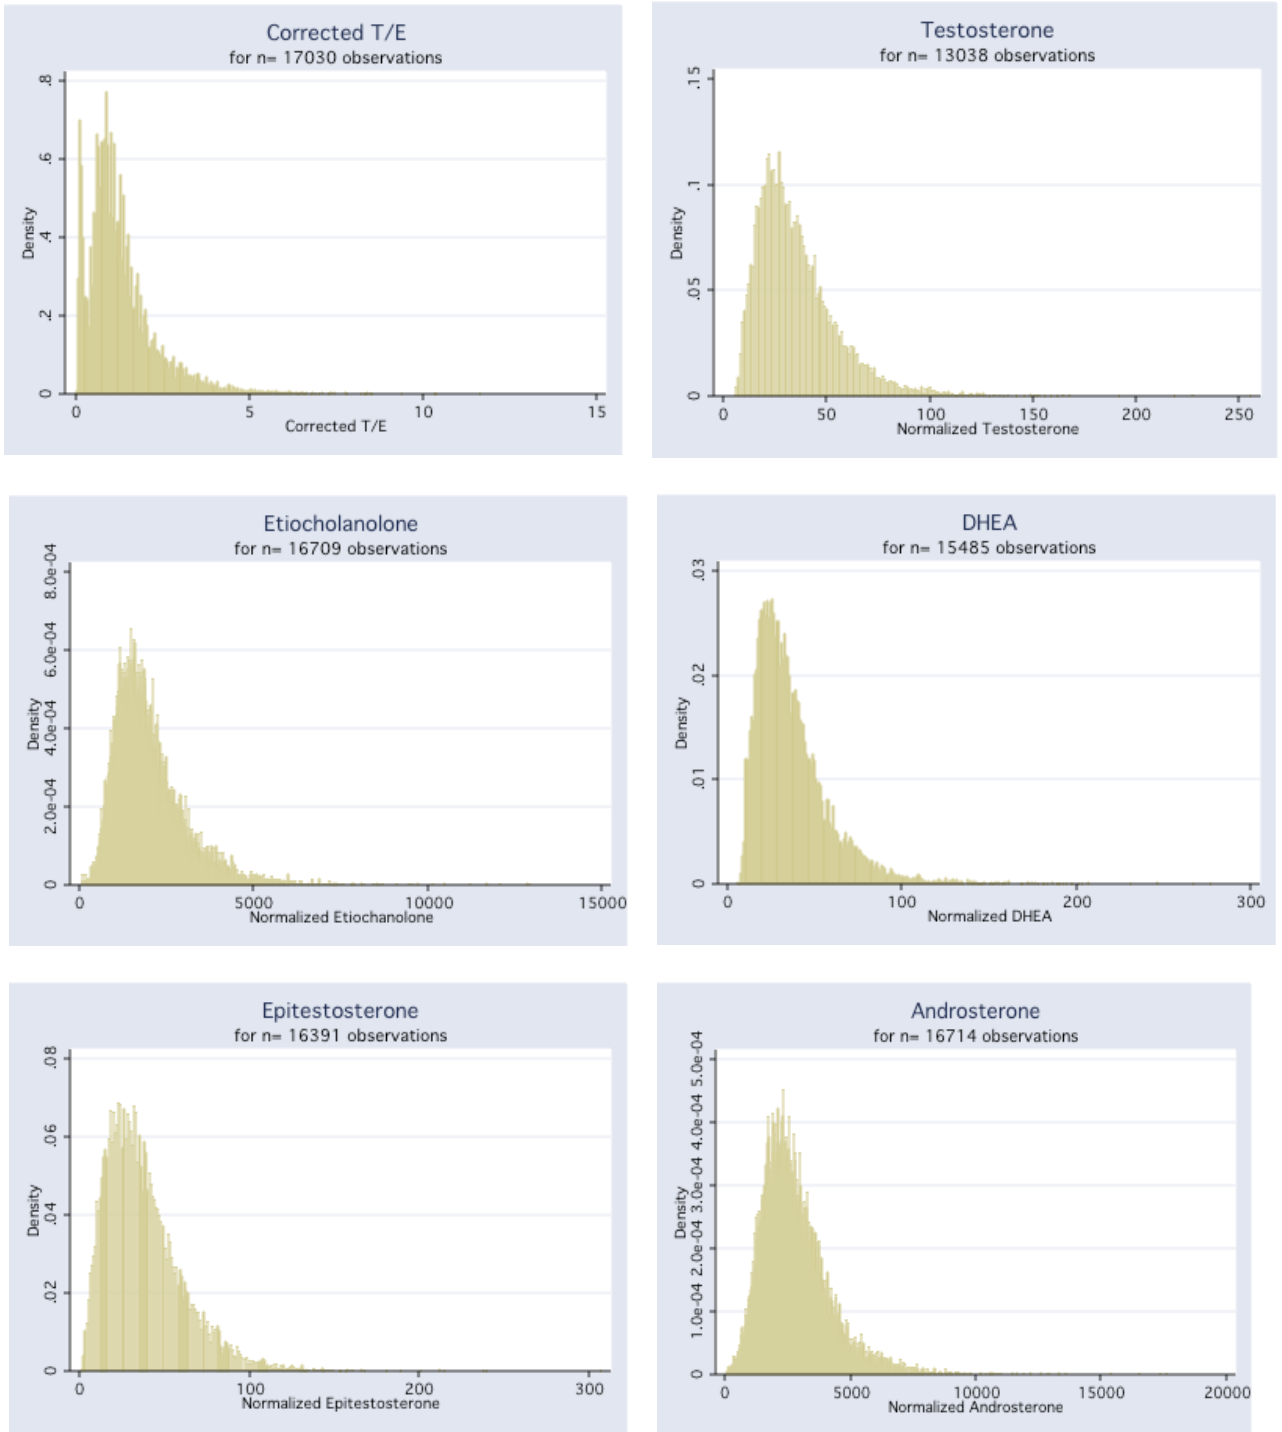 Corrected T/E
for n= 17030 observations
.8
.6
.4
.2
0
Density
0 5 10 15
Corrected T/E
Testosterone
for n= 13038 observations
.15
.1
.05
0
Density
0 50 100 150 200 250
Normalized Testosterone
Etiocholanolone
for n= 16709 observations
8.0e-04
6.0e-04
4.0e-04
2.0e-04
0
Density
0 5000 10000 15000
Normalized Etiochanolone
DHEA
for n= 15485 observations
.03
.02
.01
0
Density
0 100 200 300
Normalized DHEA
Epitestosterone
for n= 16391 observations
.08
.06
.04
.02
0
Density
0 100 200 300
Normalized Epitestosterone
Androsterone
for n= 16714 observations
5.0e-04
4.0e-04
3.0e-04
2.0e-04
1.0e-04
0
Density
0 5000 10000 15000 20000
Normalized Androsterone